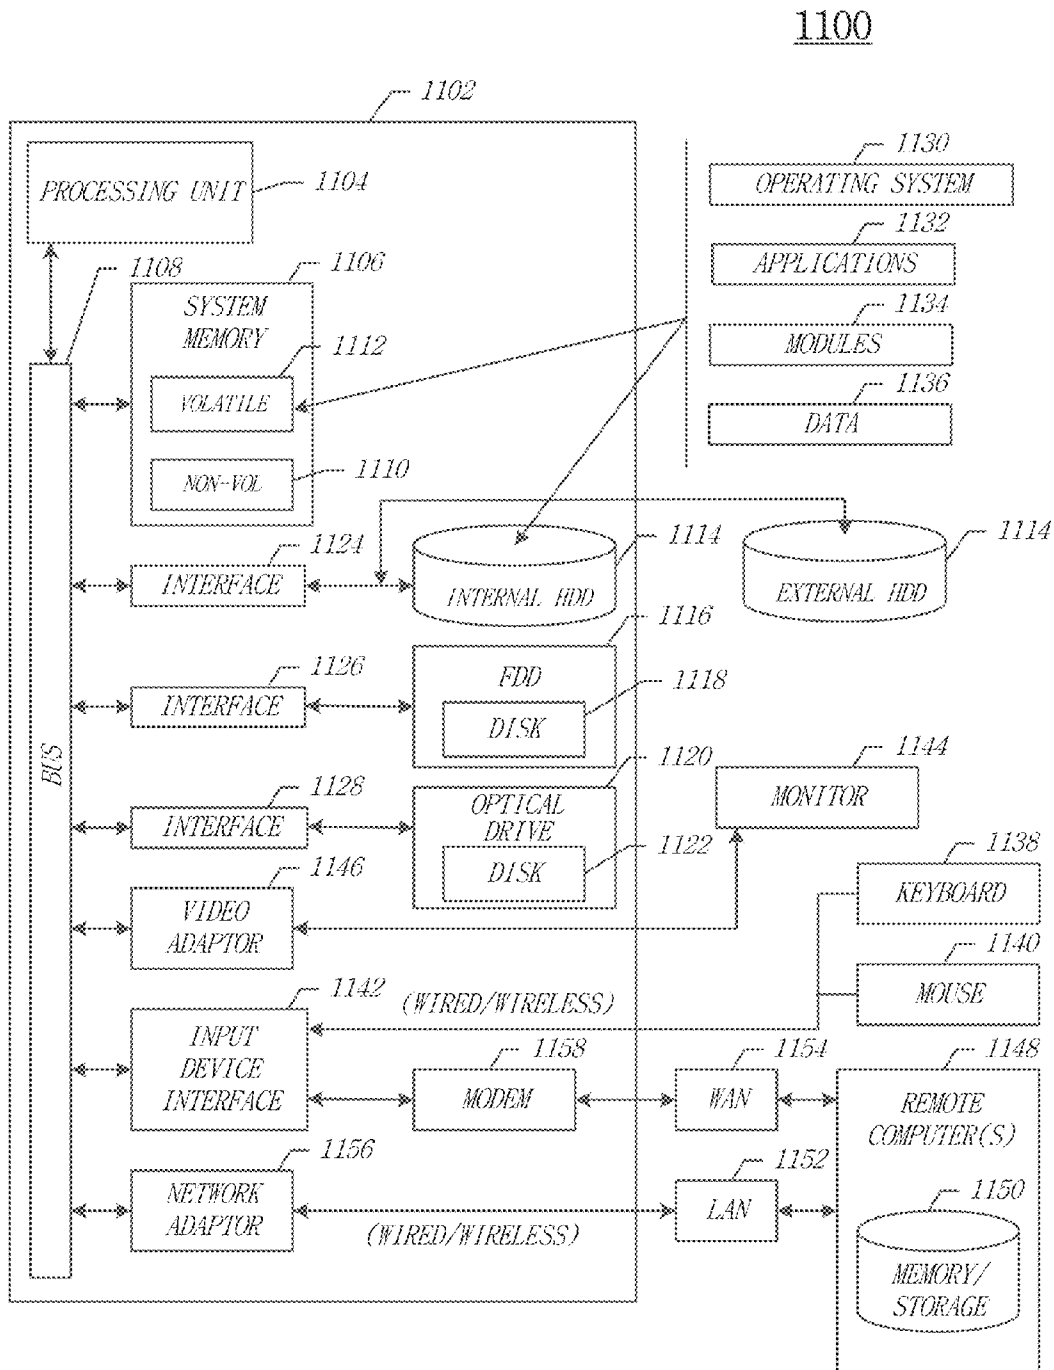 1100
1102
PROCESSING UNIT
1104
1130
OPERATING SYSTEM
1108
1106
SYSTEM
MEMORY
1132
APPLICATIONS
1112
VOLATILE
1134
MODULES
1110
NON-VOL
1136
DATA
1124
INTERFACE
1114
INTERNAL HDD
1114
EXTERNAL HDD
1126
INTERFACE
1116
FDD
1118
DISK
BUS
1128
INTERFACE
1120
OPTICAL
DRIVE
1122
DISK
1144
MONITOR
1146
VIDEO
ADAPTOR
1138
KEYBOARD
1140
MOUSE
1142
INPUT
DEVICE
INTERFACE
(WIRED/WIRELESS)
1158
MODEM
1154
WAN
1148
REMOTE
COMPUTER(S)
1156
NETWORK
ADAPTOR
(WIRED/WIRELESS)
1152
LAN
1150
MEMORY/
STORAGE